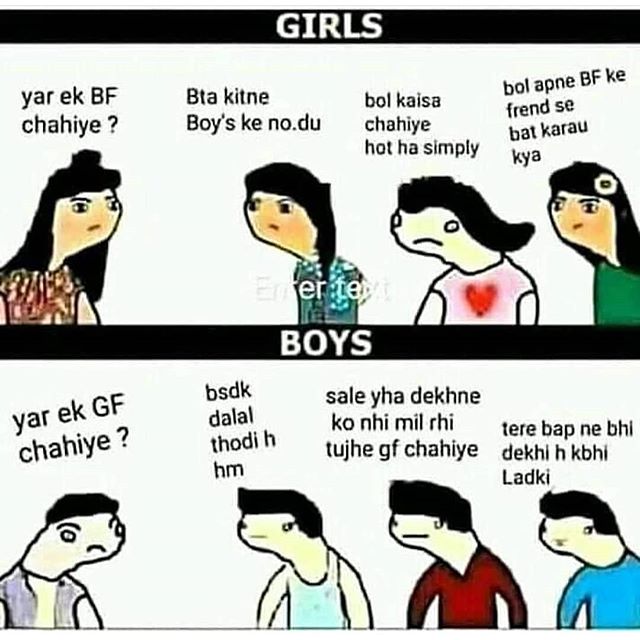 GIRLS
yar ek BF
chahiye ?
Bta kitne
Boy's ke no.du
bol kaisa
chahiye
hot ha simply
bol apne BF ke
frend se
bat karau
kya
Enter text
BOYS
yar ek GF
chahiye ?
bsdk
dalal
thodi h
hm
sale yha dekhne
ko nhi mil rhi
tujhe gf chahiye
tere bap ne bhi
dekhi h kbhi
Ladki